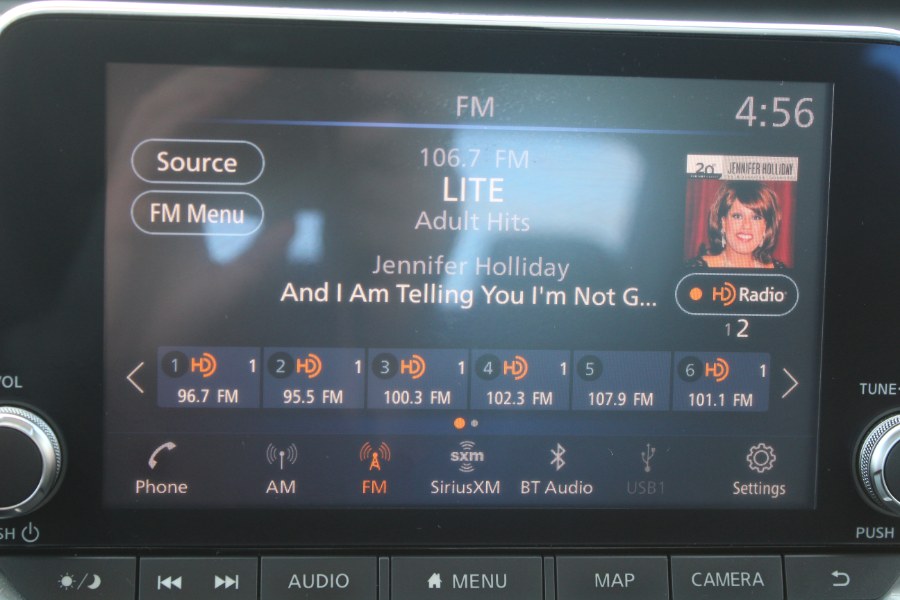 FM
4:56
Source
FM Menu
106.7 FM
LITE
Adult Hits
Jennifer Holliday
And I Am Telling You I'm Not G...
20
JENNIFER HOLLIDAY
HD Radio
1 2
1 HD 1
96.7 FM
2 HD 1
95.5 FM
3 HD 1
100.3 FM
4 HD 1
102.3 FM
5
107.9 FM
6 HD 1
101.1 FM
Phone
AM
FM
sxm
SiriusXM
BT Audio
USB1
Settings
VOL
TUNE
PUSH
AUDIO
MENU
MAP
CAMERA